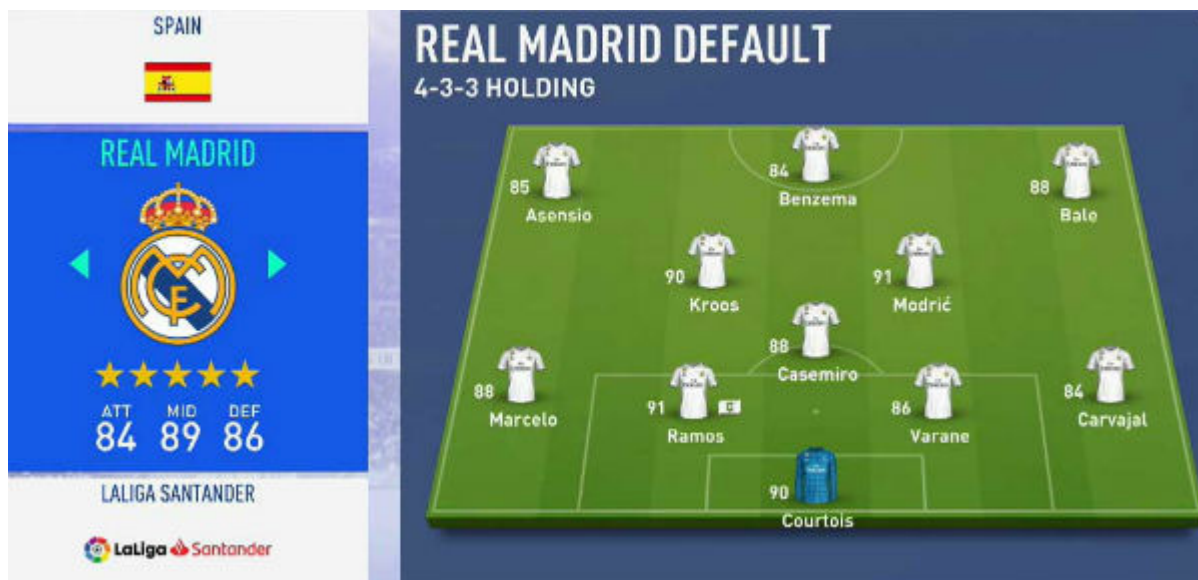 SPAIN
REAL MADRID
ATT MID DEF
84 89 86
LALIGA SANTANDER
LaLiga Santander
REAL MADRID DEFAULT
4-3-3 HOLDING
85
Asensio
84
Benzema
88
Bale
90
Kroos
91
Modrić
88
Casemiro
88
Marcelo
91
Ramos
C
86
Varane
84
Carvajal
90
Courtois